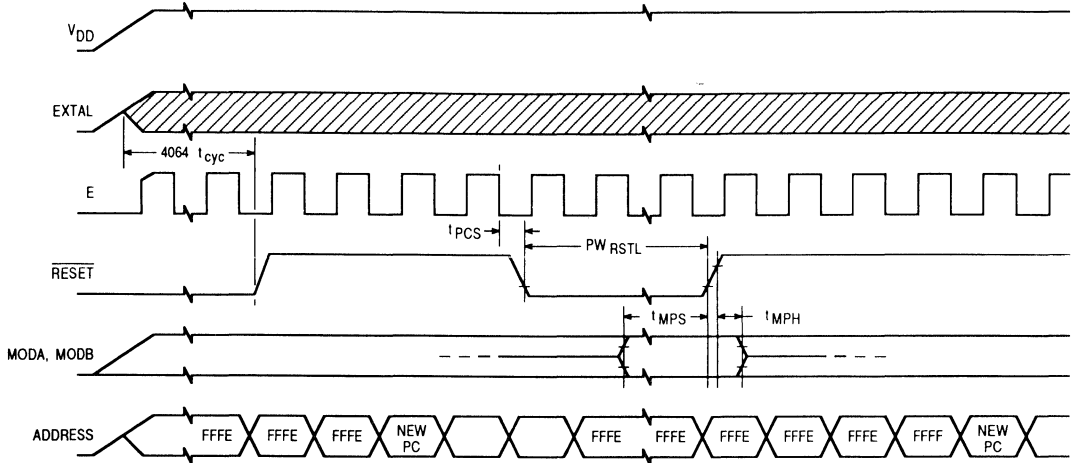 VDD
EXTAL
4064 tcyc
E
tPCS
PWRSTL
RESET
tMPS
tMPH
MODA, MODB
ADDRESS
FFFE
FFFE
FFFE
NEW
PC
FFFE
FFFE
FFFE
FFFE
FFFE
FFFF
NEW
PC